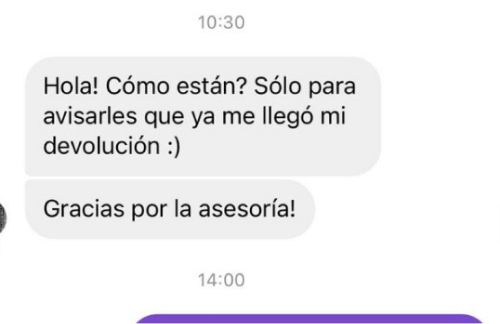 10:30
Hola! Cómo están? Sólo para
avisarles que ya me llegó mi
devolución :)
Gracias por la asesoría!
14:00